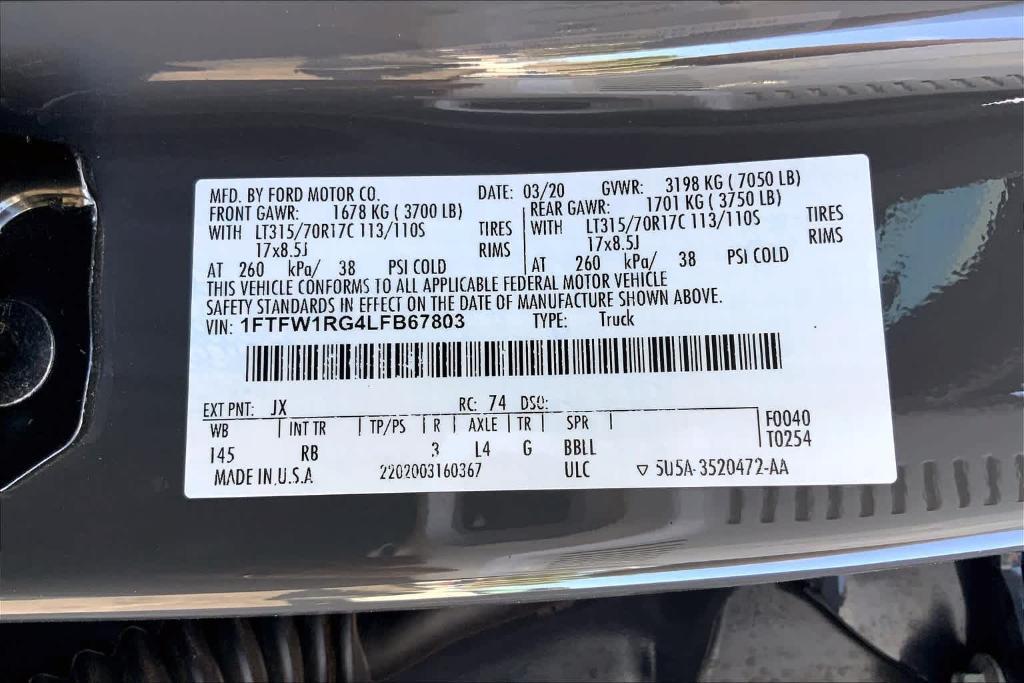 MFD. BY FORD MOTOR CO. DATE: 03/20 GVWR: 3198 KG ( 7050 LB)
FRONT GAWR: 1678 KG ( 3700 LB) REAR GAWR: 1701 KG ( 3750 LB)
WITH LT315/70R17C 113/110S TIRES WITH LT315/70R17C 113/110S TIRES
17x8.5J RIMS 17x8.5J RIMS
AT 260 kPa/ 38 PSI COLD AT 260 kPa/ 38 PSI COLD
THIS VEHICLE CONFORMS TO ALL APPLICABLE FEDERAL MOTOR VEHICLE
SAFETY STANDARDS IN EFFECT ON THE DATE OF MANUFACTURE SHOWN ABOVE.
VIN: 1FTFW1RG4LFB67803 TYPE: Truck
EXT PNT: JX RC: 74 DSO:
WB INT TR TP/PS R AXLE TR SPR F0040
145 RB 3 L4 G BBLL T0254
MADE IN U.S.A 2202003160367 ULC ▽ 5U5A-3520472-AA